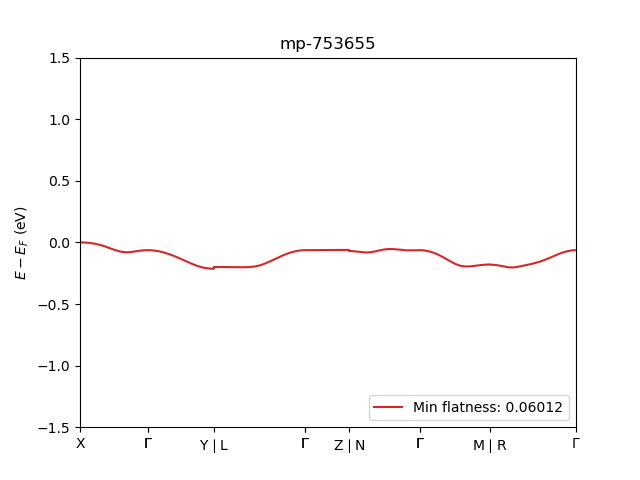 mp-753655
1.5
1.0
0.5
0.0
−0.5
−1.0
−1.5
E − E_F (eV)
X Γ Y | L Γ Z | N Γ M | R Γ
Min flatness: 0.06012